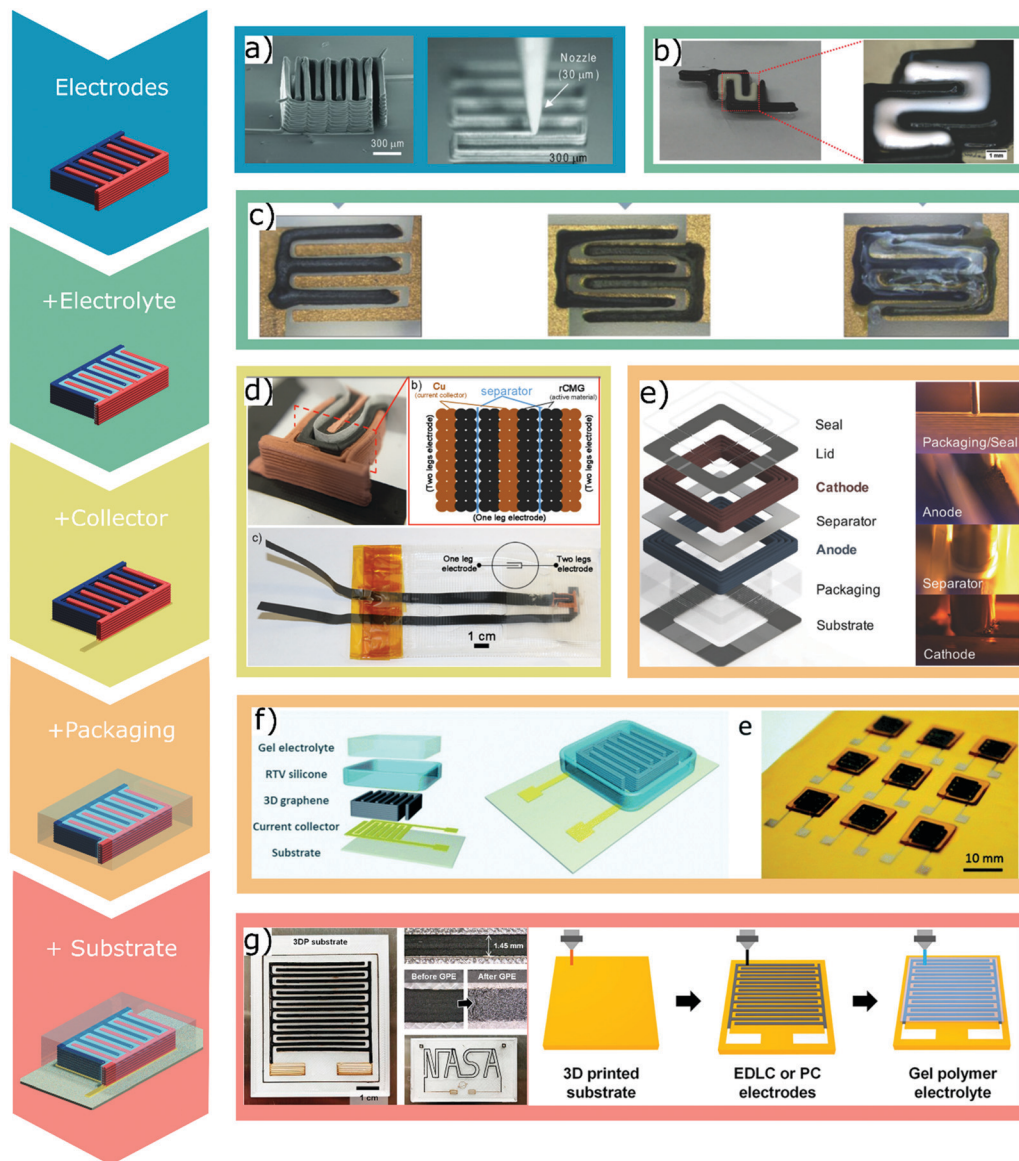 Electrodes
+Electrolyte
+Collector
+Packaging
+ Substrate
a)
300 μm
Nozzle
(30 μm)
300 μm
b)
1 mm
c)
d)
b)
Cu
(current collector)
separator
rCMG
(active material)
(Two legs electrode)
(Two legs electrode)
(One leg electrode)
c)
One leg
electrode
Two legs
electrode
1 cm
e)
Seal
Lid
Cathode
Separator
Anode
Packaging
Substrate
Packaging/Seal
Anode
Separator
Cathode
f)
Gel electrolyte
RTV silicone
3D graphene
Current collector
Substrate
e
10 mm
g)
3DP substrate
1 cm
1.45 mm
Before GPE
After GPE
NASA
3D printed
substrate
EDLC or PC
electrodes
Gel polymer
electrolyte